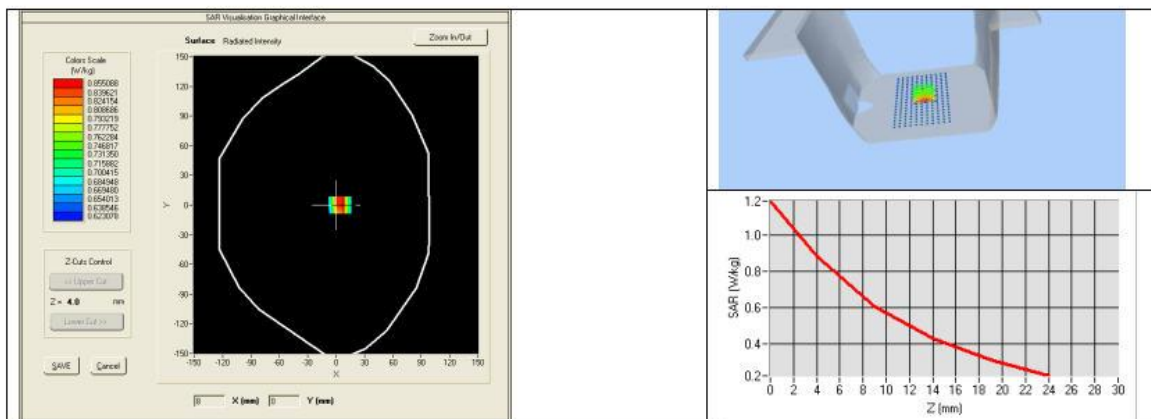 SAR Visualisation Graphical Interface
Surface Radiated Intensity
Zoom In/Out
Colors Scale
(W/kg)
0.855088
0.839621
0.824154
0.808686
0.793219
0.777752
0.762284
0.746817
0.731350
0.715882
0.700415
0.684948
0.669480
0.654013
0.638546
0.623078
Z-Cuts Control
<< Upper Cut
Z = 4.0 mm
Lower Cut >>
SAVE
Cancel
150
120
90
60
30
0
-30
-60
-90
-120
-150
Y
-150 -120 -90 -60 -30 0 30 60 90 120 150
X
X (mm) 0 Y (mm)
1.2
1.0
0.8
0.6
0.4
0.2
SAR (W/kg)
0 2 4 6 8 10 12 14 16 18 20 22 24 26 28 30
Z (mm)